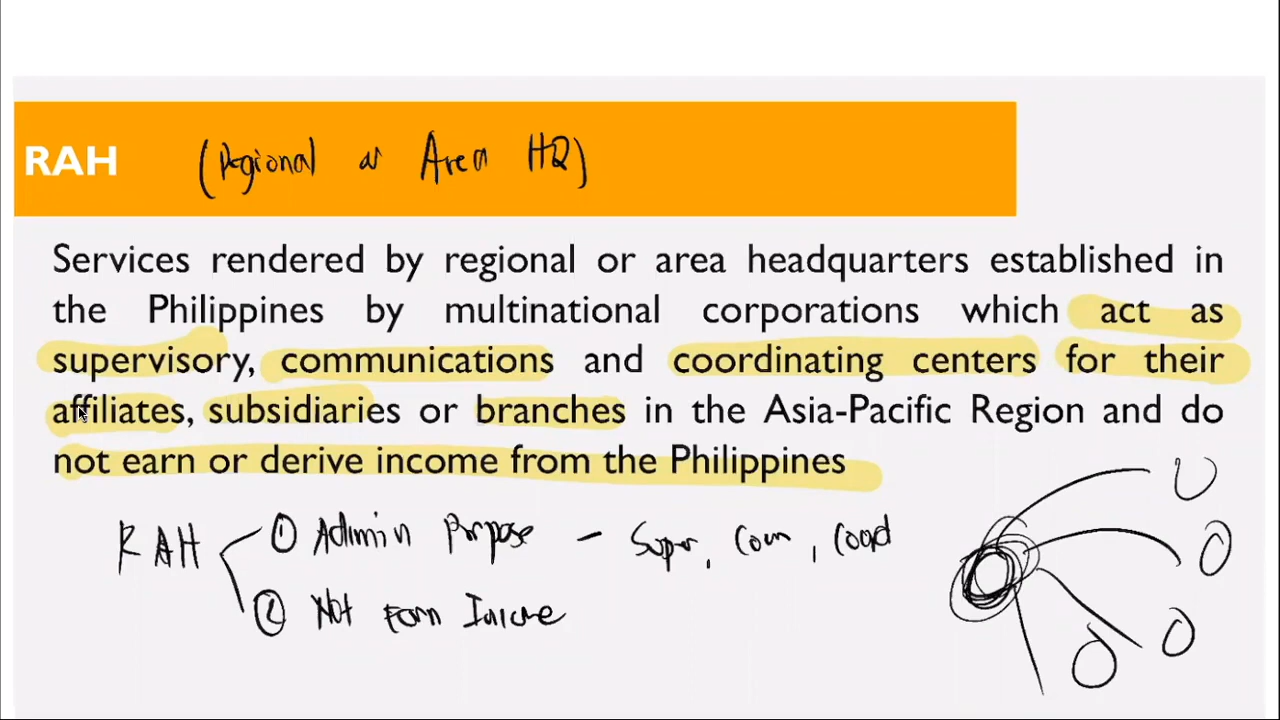 RAH (Regional or Area HQ)
Services rendered by regional or area headquarters established in
the Philippines by multinational corporations which act as
supervisory, communications and coordinating centers for their
affiliates, subsidiaries or branches in the Asia-Pacific Region and do
not earn or derive income from the Philippines
RAH ① Admin Purpose - Super, Com, Coord
② Not Earn Income